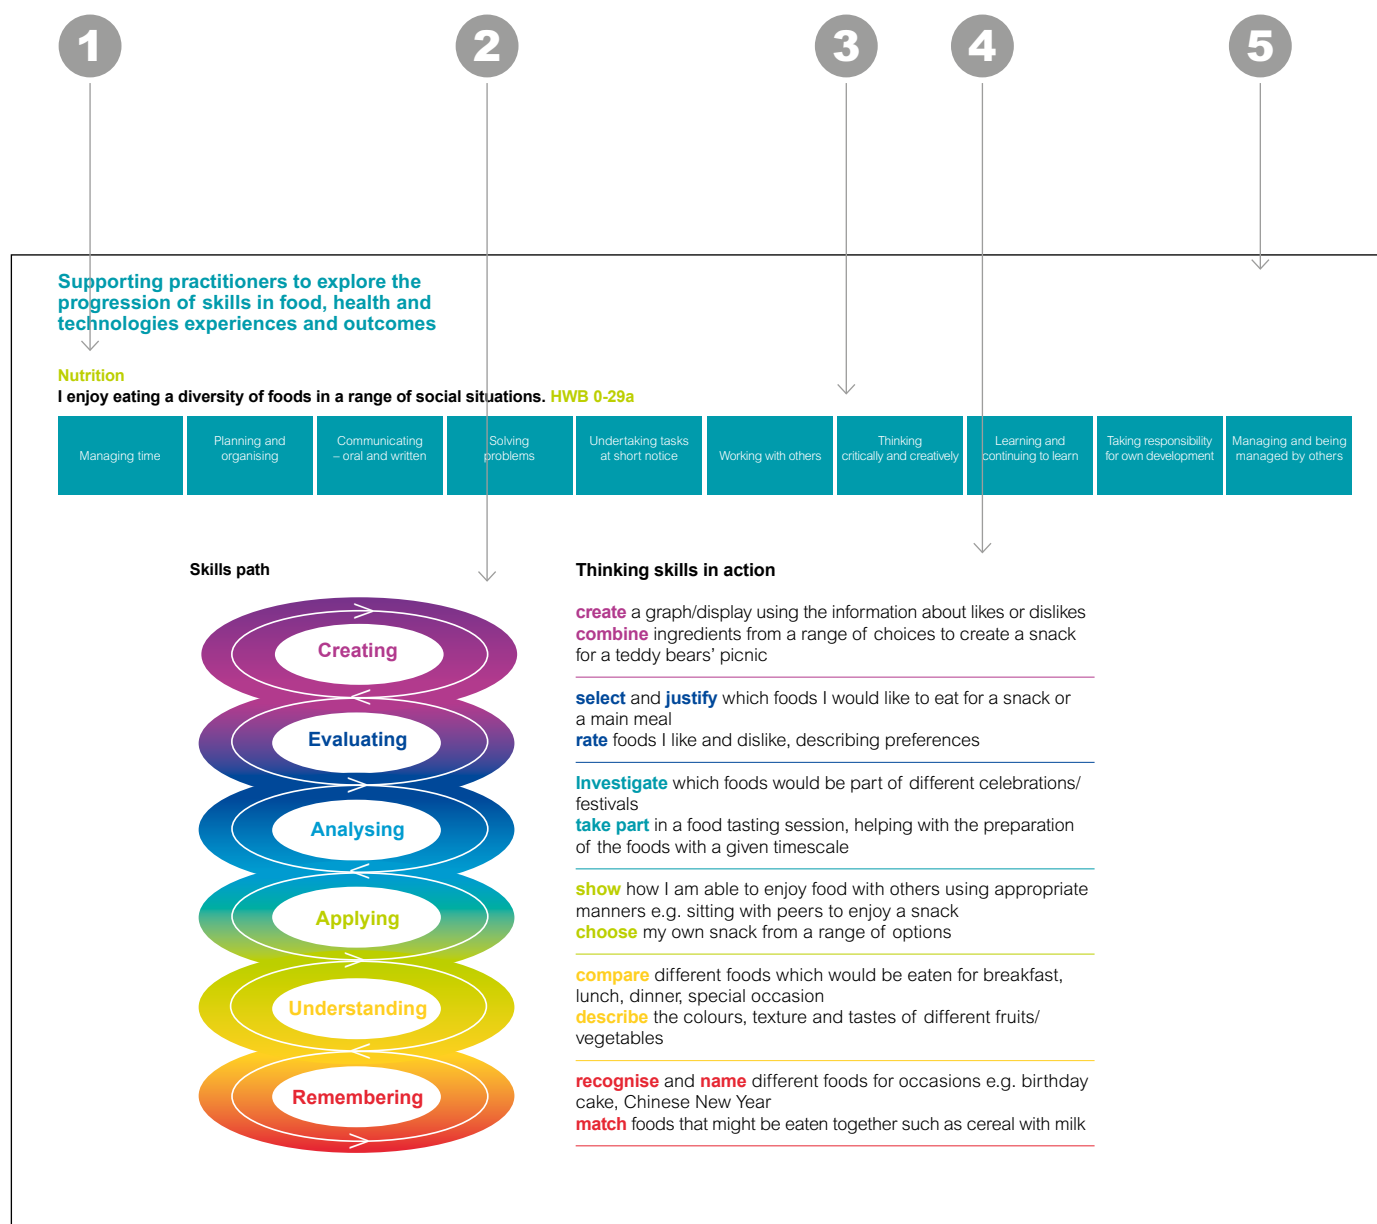 1
2
3
4
5
Supporting practitioners to explore the
progression of skills in food, health and
technologies experiences and outcomes
Nutrition
I enjoy eating a diversity of foods in a range of social situations. HWB 0-29a
Managing time
Planning and
organising
Communicating
– oral and written
Solving
problems
Undertaking tasks
at short notice
Working with others
Thinking
critically and creatively
Learning and
continuing to learn
Taking responsibility
for own development
Managing and being
managed by others
Skills path
Creating
Evaluating
Analysing
Applying
Understanding
Remembering
Thinking skills in action
create a graph/display using the information about likes or dislikes
combine ingredients from a range of choices to create a snack
for a teddy bears’ picnic
select and justify which foods I would like to eat for a snack or
a main meal
rate foods I like and dislike, describing preferences
Investigate which foods would be part of different celebrations/
festivals
take part in a food tasting session, helping with the preparation
of the foods with a given timescale
show how I am able to enjoy food with others using appropriate
manners e.g. sitting with peers to enjoy a snack
choose my own snack from a range of options
compare different foods which would be eaten for breakfast,
lunch, dinner, special occasion
describe the colours, texture and tastes of different fruits/
vegetables
recognise and name different foods for occasions e.g. birthday
cake, Chinese New Year
match foods that might be eaten together such as cereal with milk